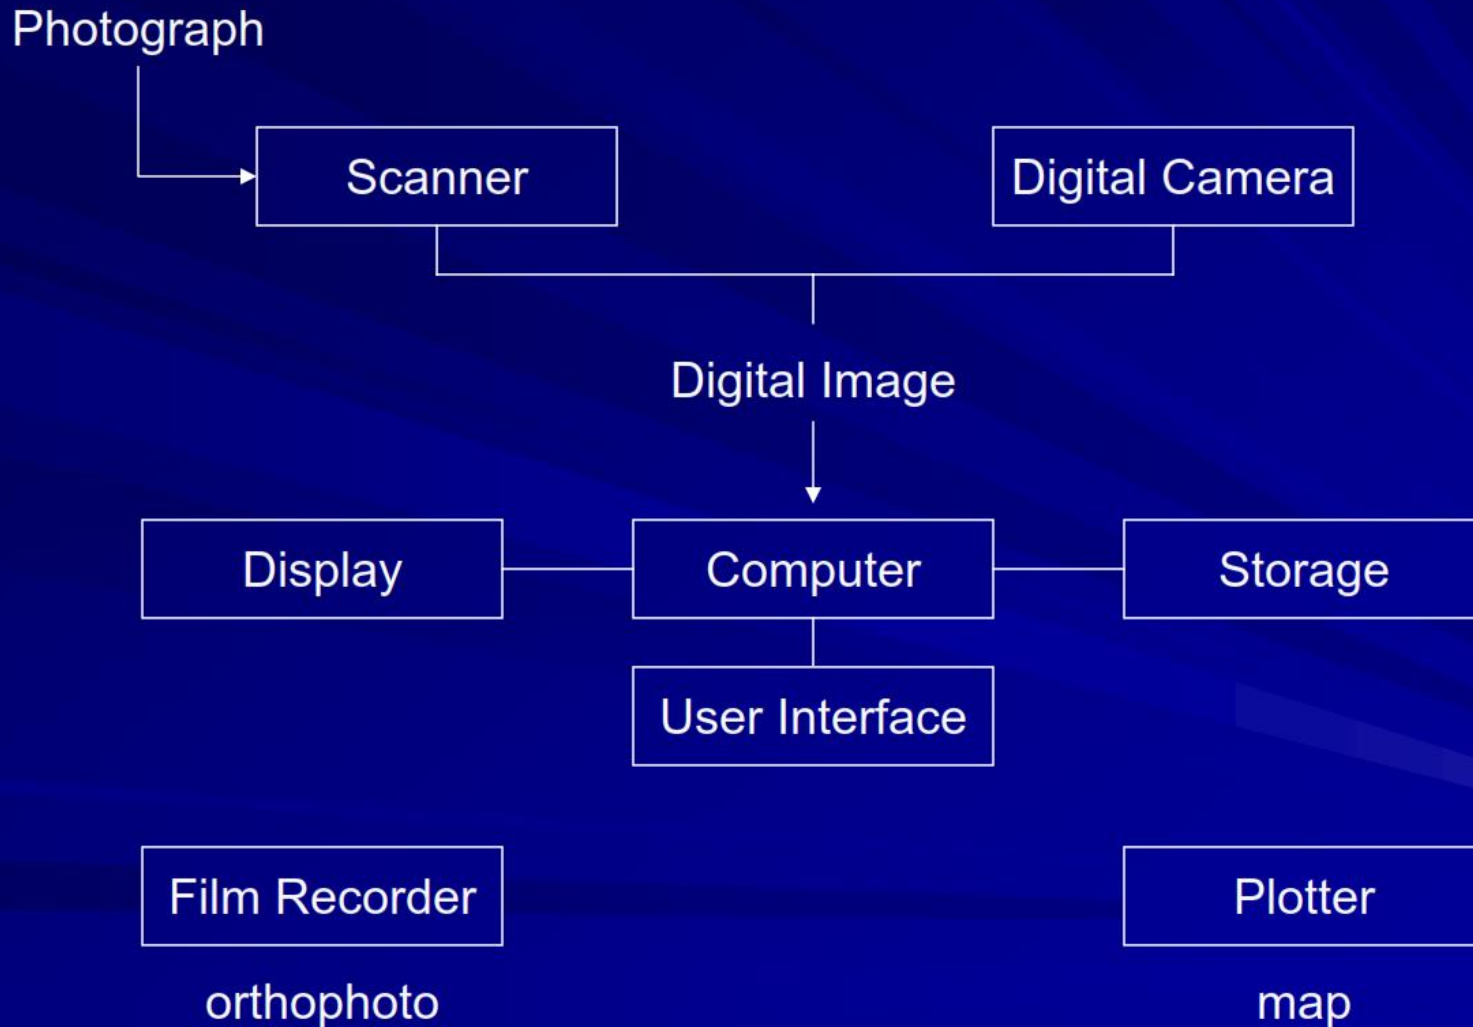 Photograph
Scanner
Digital Camera
Digital Image
Display
Computer
Storage
User Interface
Film Recorder
Plotter
orthophoto
map